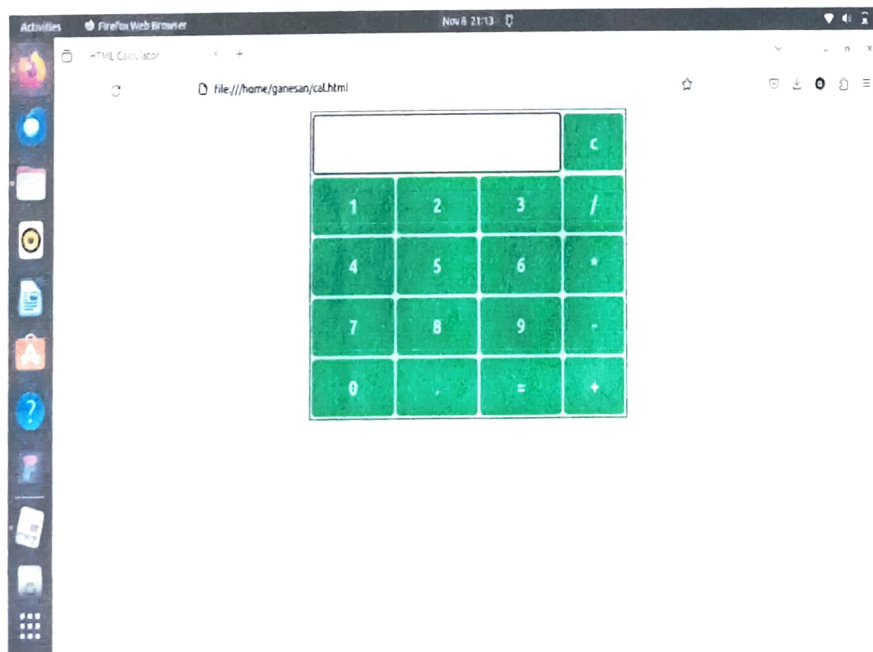 Activities Firefox Web Browser Nov 8 21:13
HTML Calculator × +
file:///home/ganesan/cal.html
c
1 2 3 /
4 5 6 *
7 8 9 -
0 . = +